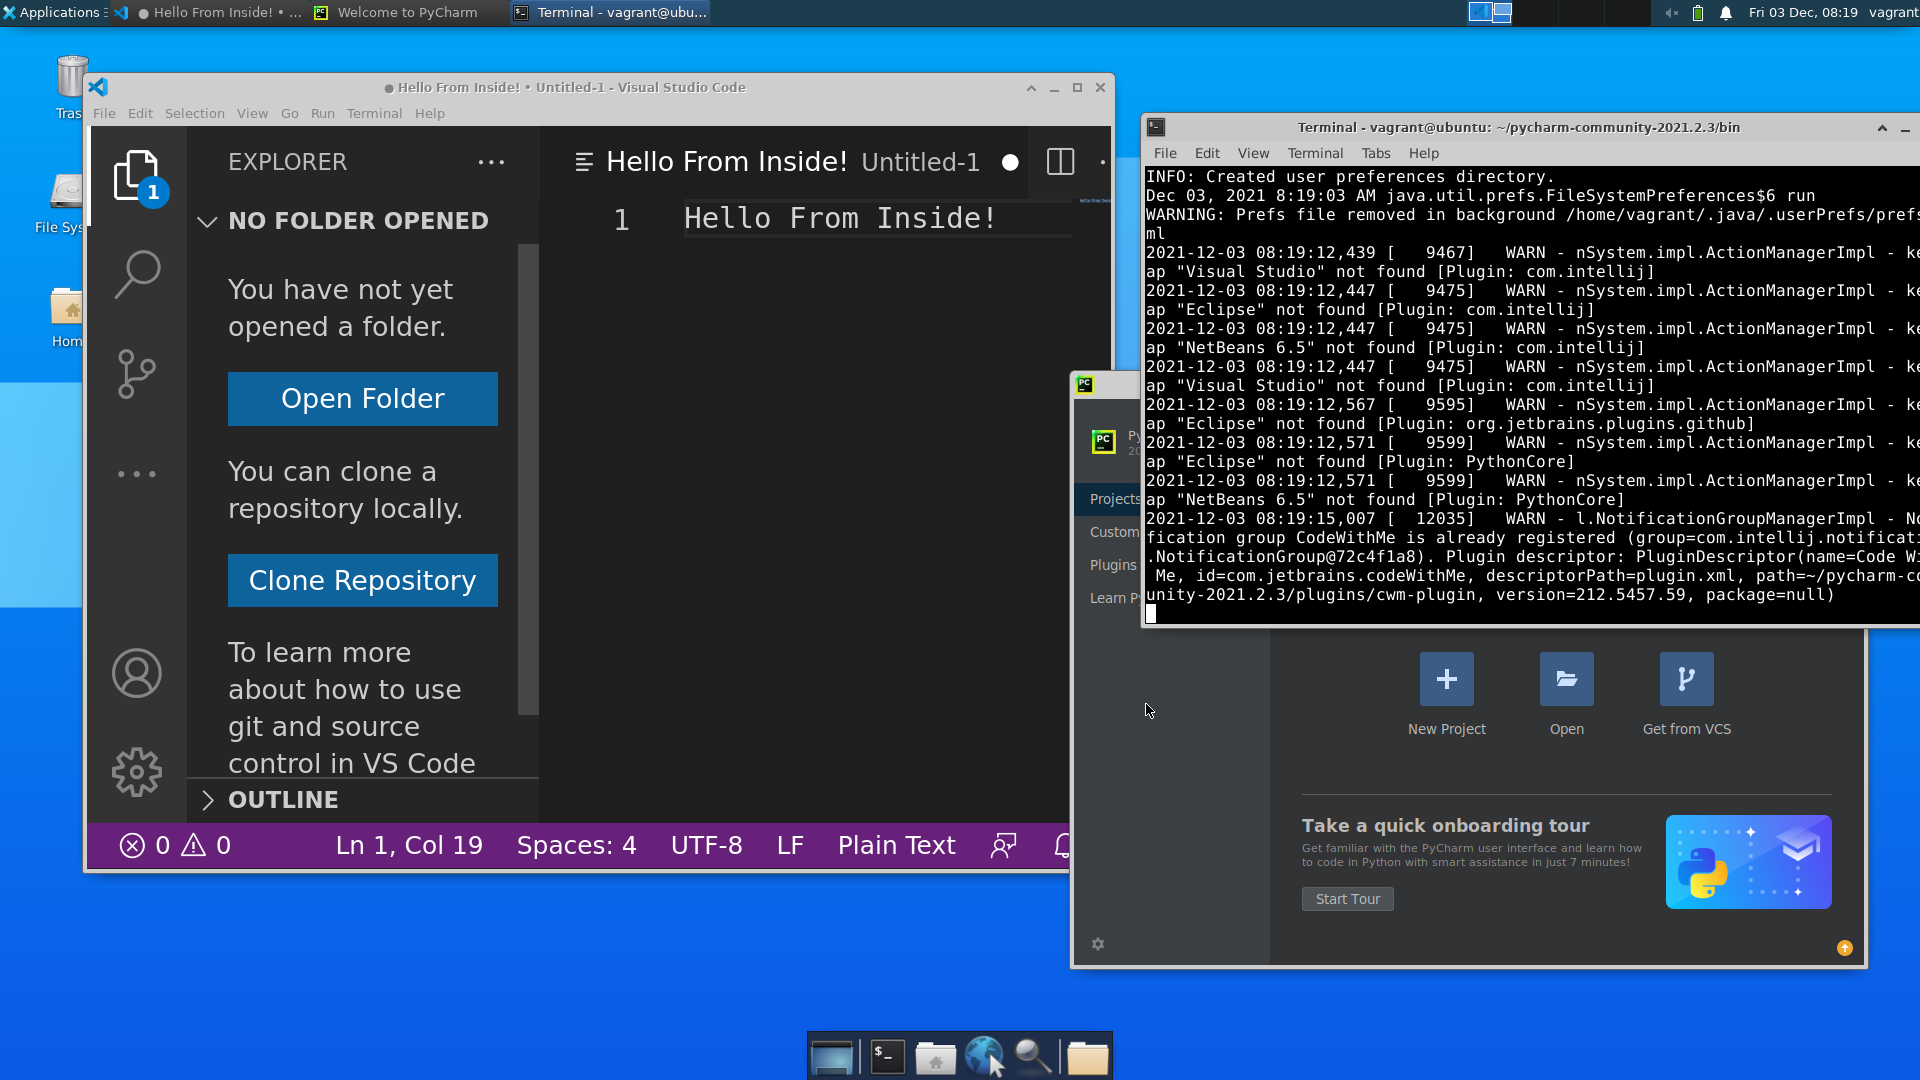 Applications
● Hello From Inside! • ...
Welcome to PyCharm
Terminal - vagrant@ubu...
Fri 03 Dec, 08:19
vagrant
Home
● Hello From Inside! • Untitled-1 - Visual Studio Code
File Edit Selection View Go Run Terminal Help
EXPLORER
Hello From Inside! Untitled-1
1
NO FOLDER OPENED
1 Hello From Inside!
You have not yet
opened a folder.
Open Folder
You can clone a
repository locally.
Clone Repository
To learn more
about how to use
git and source
control in VS Code
OUTLINE
0 0 Ln 1, Col 19 Spaces: 4 UTF-8 LF Plain Text
Terminal - vagrant@ubuntu: ~/pycharm-community-2021.2.3/bin
File Edit View Terminal Tabs Help
INFO: Created user preferences directory.
Dec 03, 2021 8:19:03 AM java.util.prefs.FileSystemPreferences$6 run
WARNING: Prefs file removed in background /home/vagrant/.java/.userPrefs/prefs
ml
2021-12-03 08:19:12,439 [   9467]   WARN - nSystem.impl.ActionManagerImpl - ke
ap "Visual Studio" not found [Plugin: com.intellij]
2021-12-03 08:19:12,447 [   9475]   WARN - nSystem.impl.ActionManagerImpl - ke
ap "Eclipse" not found [Plugin: com.intellij]
2021-12-03 08:19:12,447 [   9475]   WARN - nSystem.impl.ActionManagerImpl - ke
ap "NetBeans 6.5" not found [Plugin: com.intellij]
2021-12-03 08:19:12,447 [   9475]   WARN - nSystem.impl.ActionManagerImpl - ke
ap "Visual Studio" not found [Plugin: com.intellij]
2021-12-03 08:19:12,567 [   9595]   WARN - nSystem.impl.ActionManagerImpl - ke
ap "Eclipse" not found [Plugin: org.jetbrains.plugins.github]
2021-12-03 08:19:12,571 [   9599]   WARN - nSystem.impl.ActionManagerImpl - ke
ap "Eclipse" not found [Plugin: PythonCore]
2021-12-03 08:19:12,571 [   9599]   WARN - nSystem.impl.ActionManagerImpl - ke
ap "NetBeans 6.5" not found [Plugin: PythonCore]
2021-12-03 08:19:15,007 [  12035]   WARN - l.NotificationGroupManagerImpl - No
fication group CodeWithMe is already registered (group=com.intellij.notificati
.NotificationGroup@72c4f1a8). Plugin descriptor: PluginDescriptor(name=Code Wi
Me, id=com.jetbrains.codeWithMe, descriptorPath=plugin.xml, path=~/pycharm-co
unity-2021.2.3/plugins/cwm-plugin, version=212.5457.59, package=null)
PC
PC
Py
20
Projects
Custom
Plugins
Learn Py
New Project
Open
Get from VCS
Take a quick onboarding tour
Get familiar with the PyCharm user interface and learn how
to code in Python with smart assistance in just 7 minutes!
Start Tour
Trash
File Sys